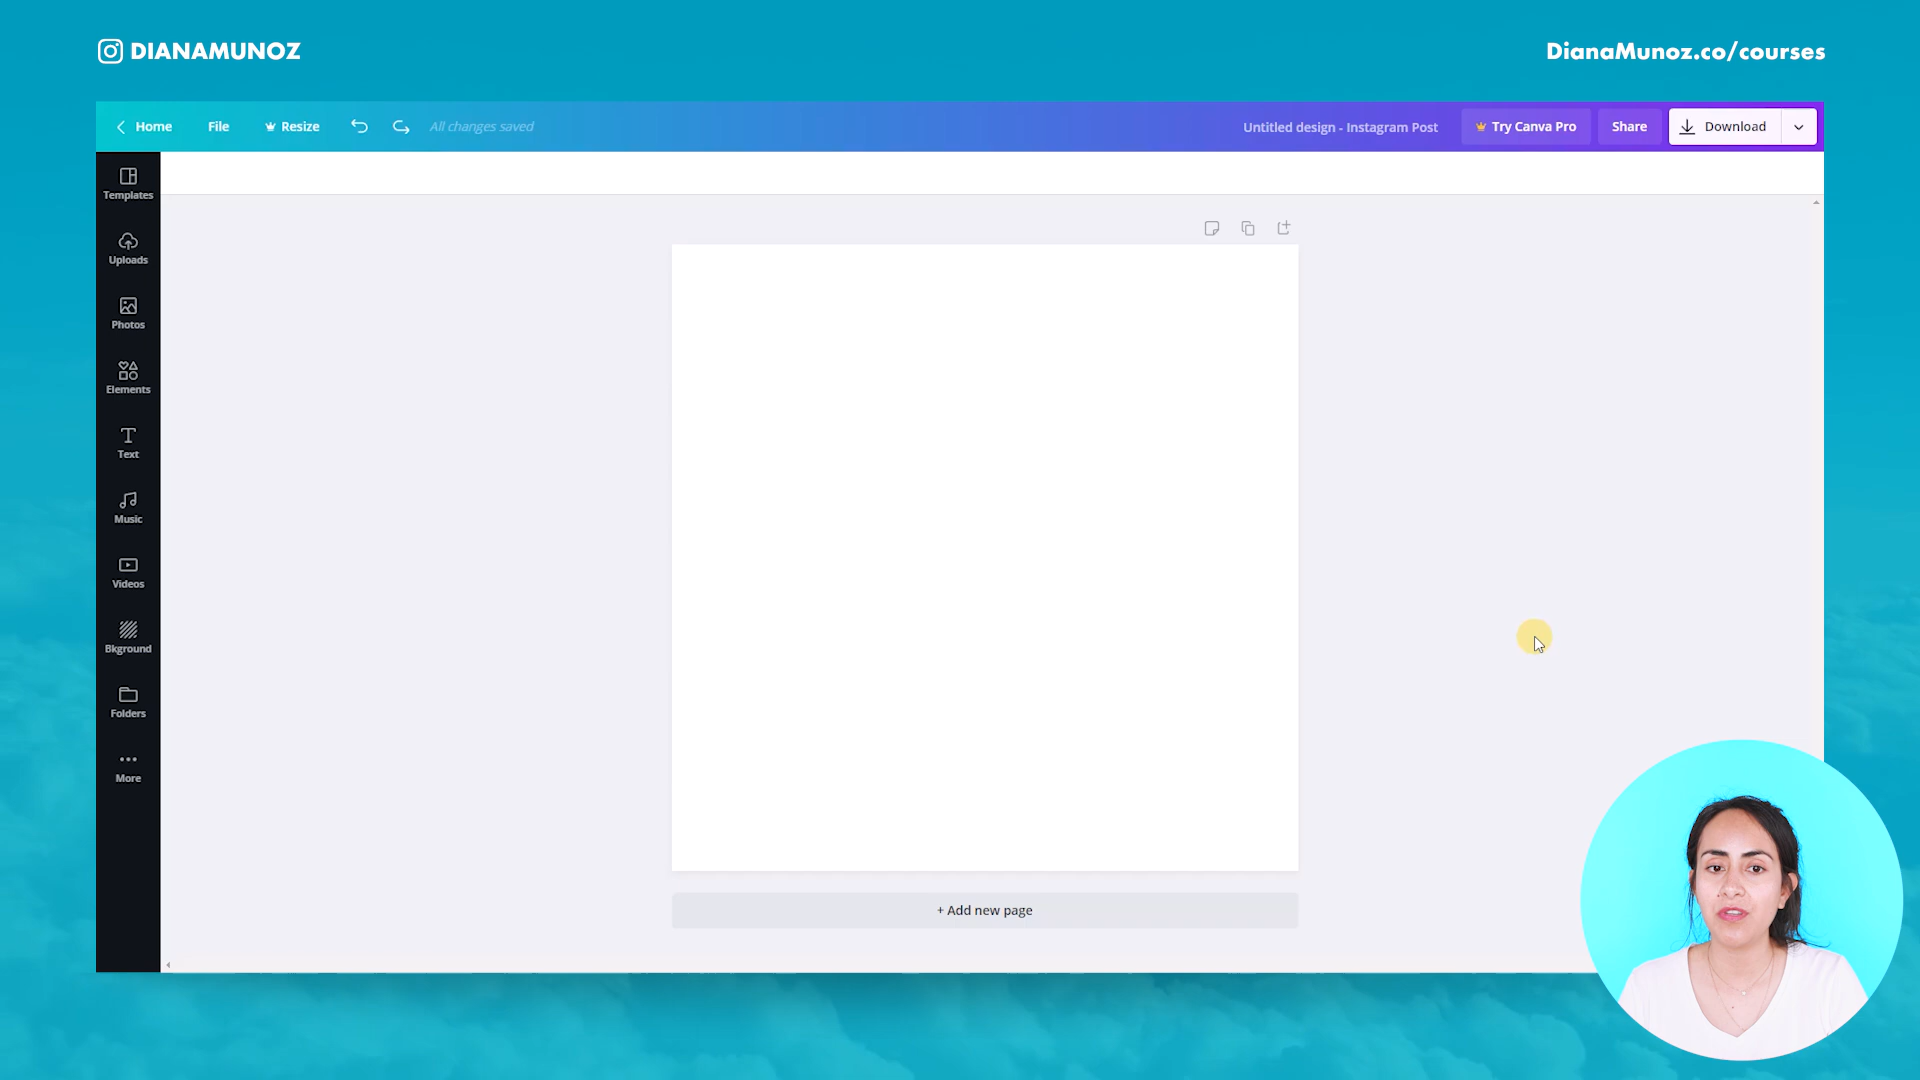 DIANAMUNOZ
DianaMunoz.co/courses
Home
File
Resize
All changes saved
Untitled design - Instagram Post
Try Canva Pro
Share
Download
Templates
Uploads
Photos
Elements
Text
Music
Videos
Bkground
Folders
More
+ Add new page